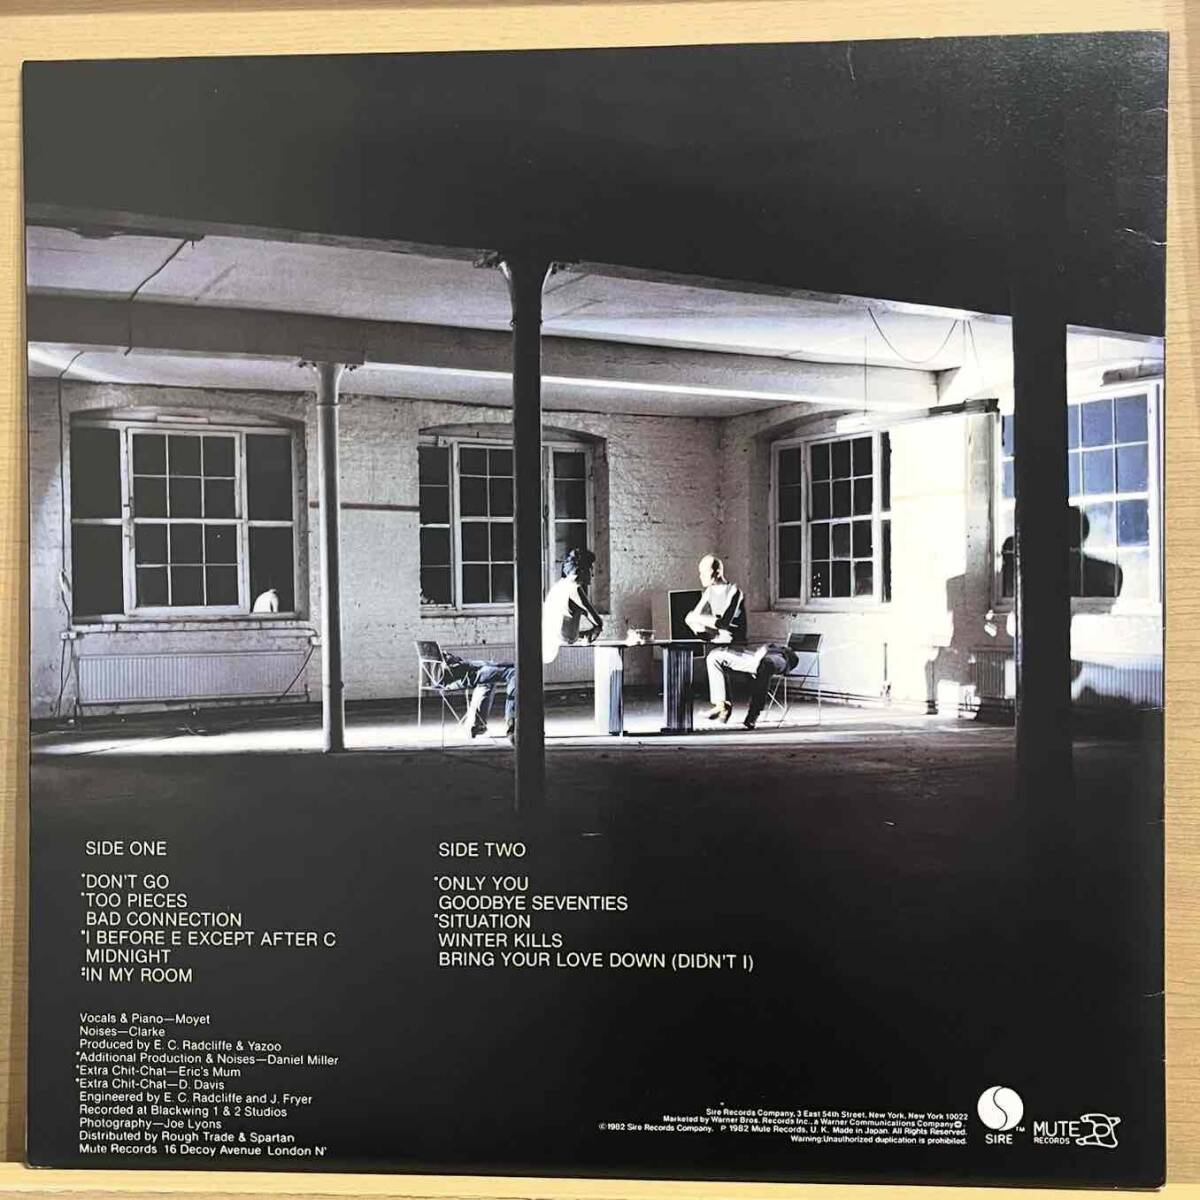 SIDE ONE
*DON'T GO
*TOO PIECES
BAD CONNECTION
*I BEFORE E EXCEPT AFTER C
MIDNIGHT
‡IN MY ROOM
SIDE TWO
*ONLY YOU
GOODBYE SEVENTIES
*SITUATION
WINTER KILLS
BRING YOUR LOVE DOWN (DIDN'T I)
Vocals & Piano—Moyet
Noises—Clarke
Produced by E. C. Radcliffe & Yazoo
*Additional Production & Noises—Daniel Miller
*Extra Chit-Chat—Eric's Mum
‡Extra Chit-Chat—D. Davis
Engineered by E. C. Radcliffe and J. Fryer
Recorded at Blackwing 1 & 2 Studios
Photography—Joe Lyons
Distributed by Rough Trade & Spartan
Mute Records 16 Decoy Avenue London N'
Sire Records Company, 3 East 54th Street, New York, New York 10022
Marketed by Warner Bros. Records Inc., a Warner Communications Company
©1982 Sire Records Company. P 1982 Mute Records, U. K. Made in Japan. All Rights Reserved.
Warning: Unauthorized duplication is prohibited.
SIRE™
MUTE
RECORDS